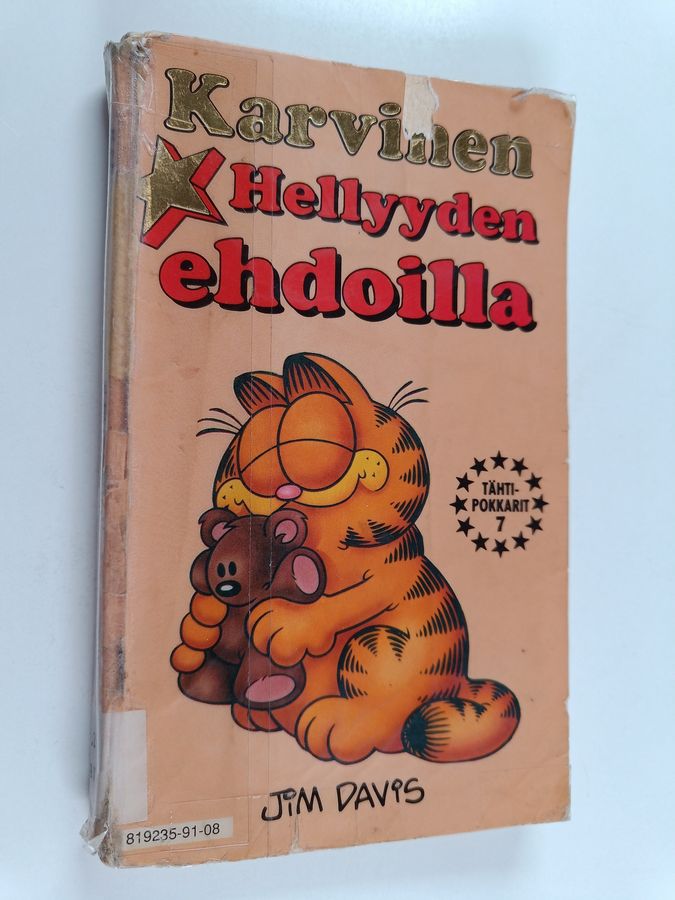 Karvinen
Hellyyden
ehdoilla
TÄHTI-
POKKARIT
7
JIM DAVIS
819235-91-08